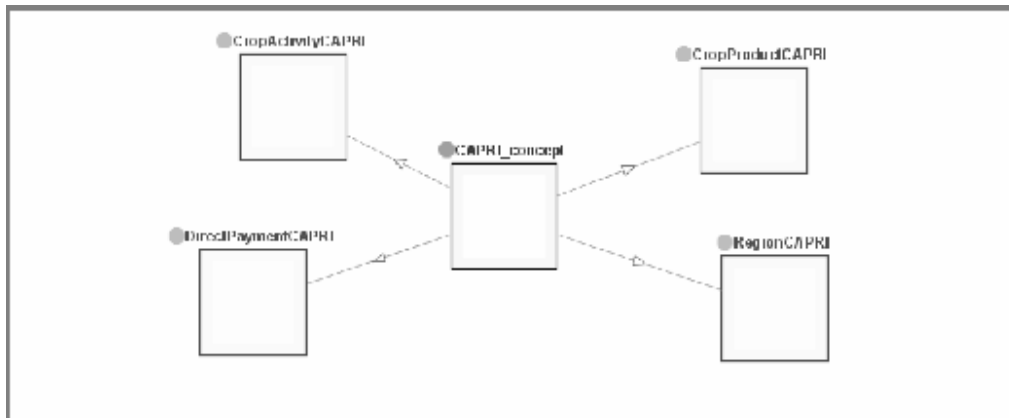 CropActivityCAPRI
CropProductCAPRI
CAPRI_concept
DirectPaymentCAPRI
RegionCAPRI